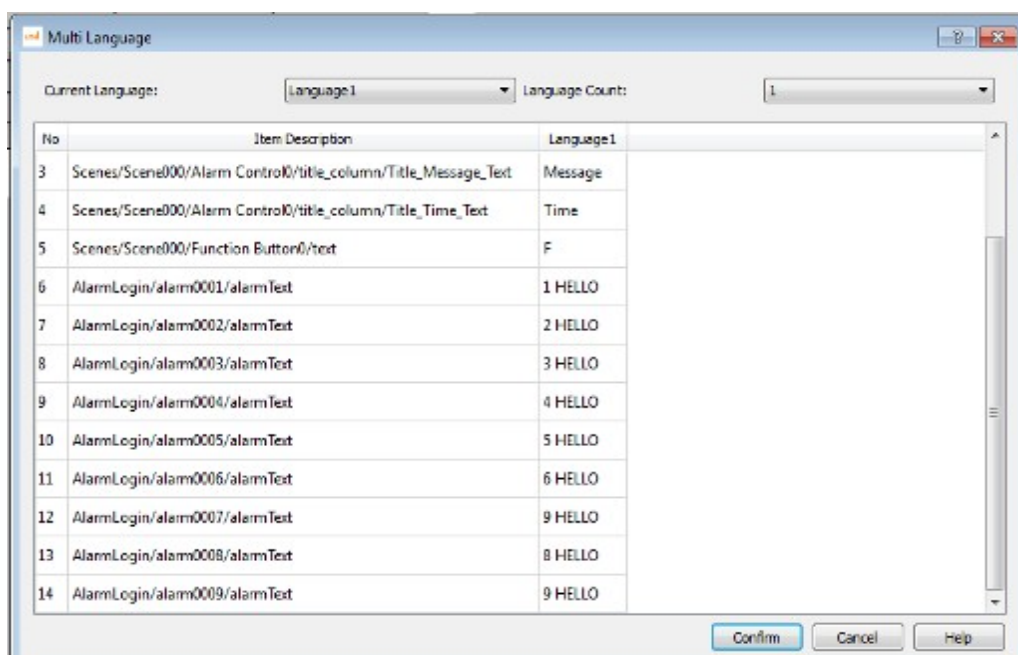 Multi Language
Current Language: Language1 Language Count: 1
No Item Description Language1
3 Scenes/Scene000/Alarm Control0/title_column/Title_Message_Text Message
4 Scenes/Scene000/Alarm Control0/title_column/Title_Time_Text Time
5 Scenes/Scene000/Function Button0/text F
6 AlarmLogin/alarm0001/alarmText 1 HELLO
7 AlarmLogin/alarm0002/alarmText 2 HELLO
8 AlarmLogin/alarm0003/alarmText 3 HELLO
9 AlarmLogin/alarm0004/alarmText 4 HELLO
10 AlarmLogin/alarm0005/alarmText 5 HELLO
11 AlarmLogin/alarm0006/alarmText 6 HELLO
12 AlarmLogin/alarm0007/alarmText 9 HELLO
13 AlarmLogin/alarm0008/alarmText 8 HELLO
14 AlarmLogin/alarm0009/alarmText 9 HELLO
Confirm Cancel Help